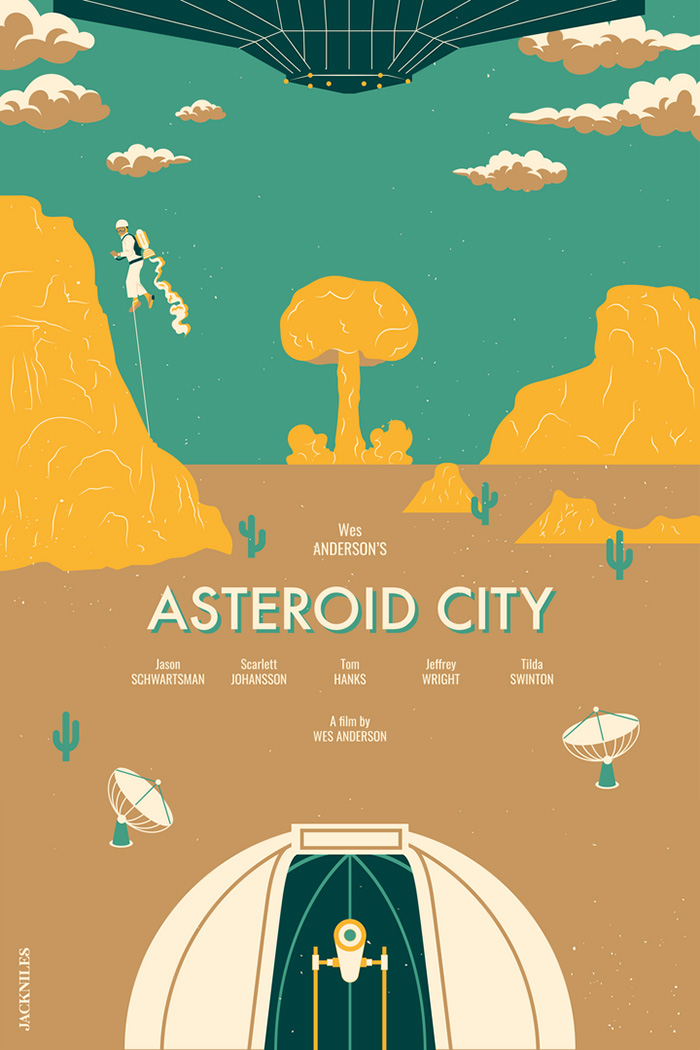 Wes
ANDERSON'S
ASTEROID CITY
Jason
SCHWARTSMAN
Scarlett
JOHANSSON
Tom
HANKS
Jeffrey
WRIGHT
Tilda
SWINTON
A film by
WES ANDERSON
JACKNILES